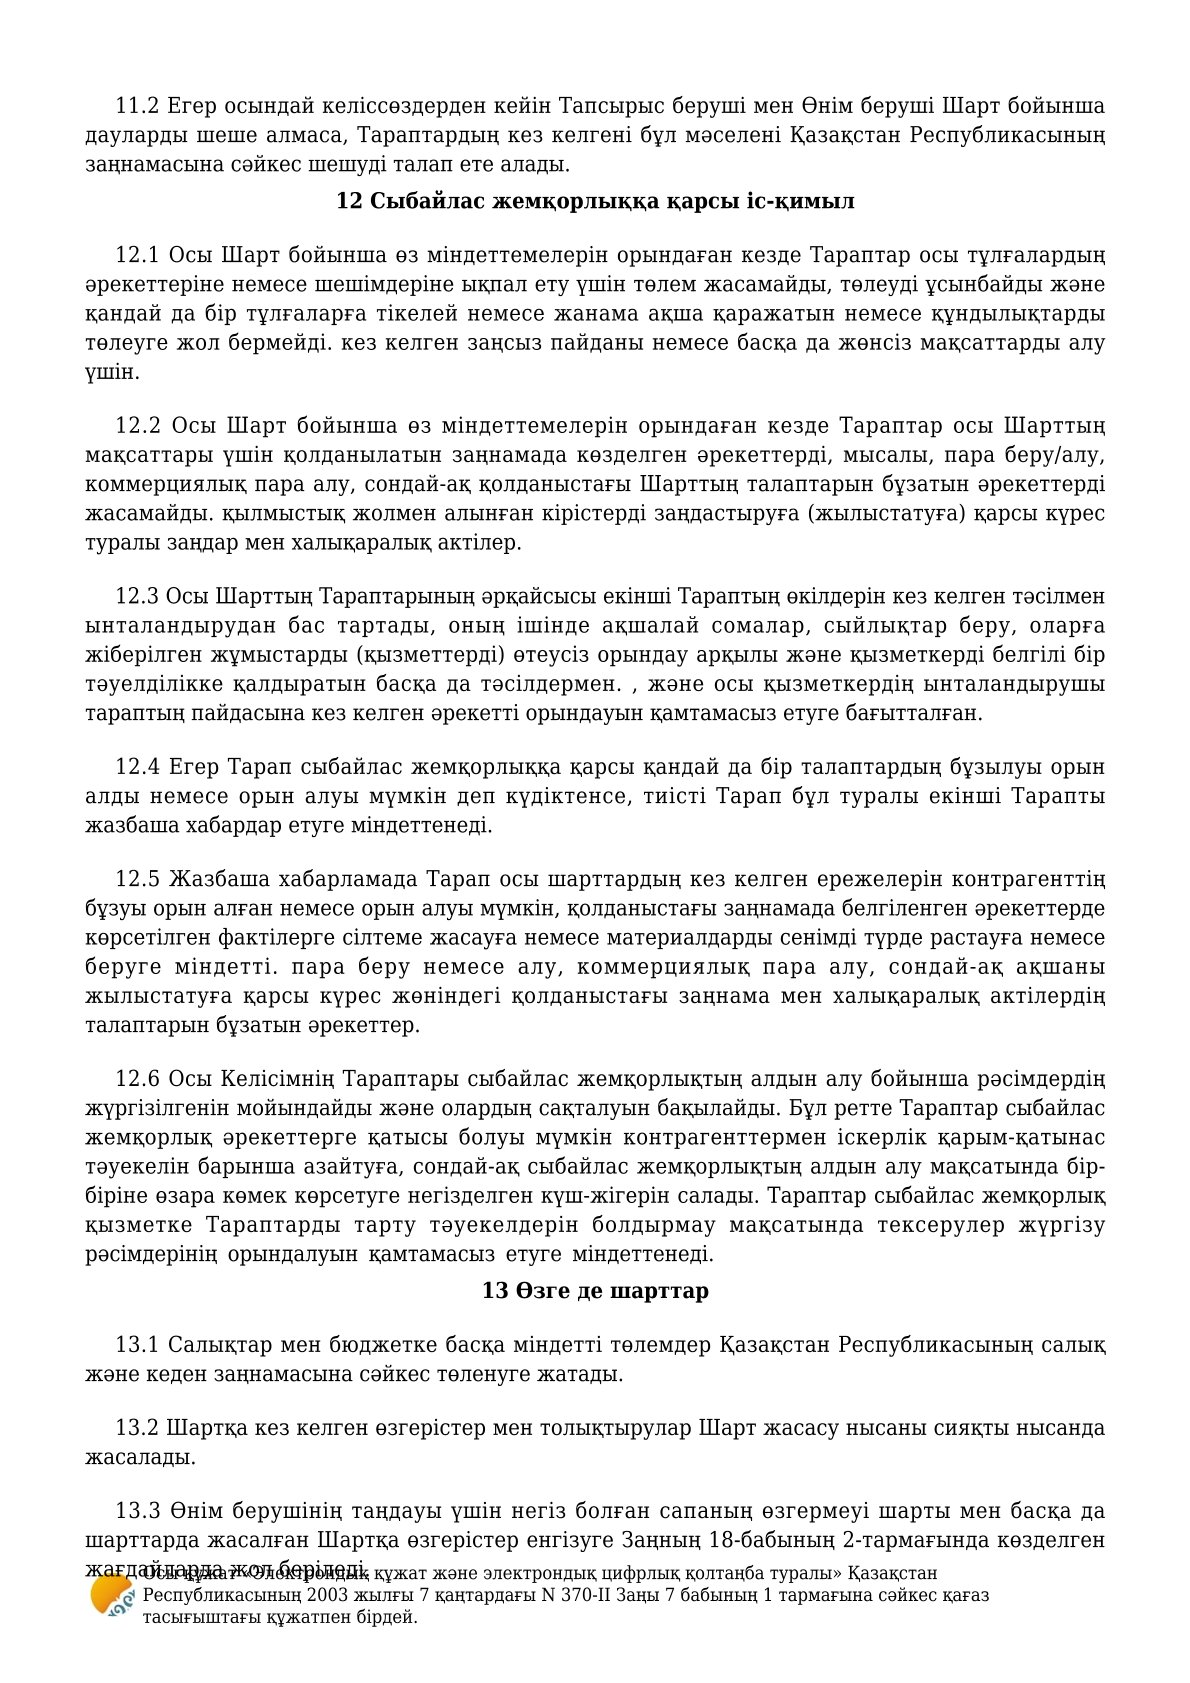 11.2 Егер осындай келіссөздерден кейін Тапсырыс беруші мен Өнім беруші Шарт бойынша
дауларды шеше алмаса, Тараптардың кез келгені бұл мәселені Қазақстан Республикасының
заңнамасына сәйкес шешуді талап ете алады.
12 Сыбайлас жемқорлыққа қарсы іс-қимыл
12.1 Осы Шарт бойынша өз міндеттемелерін орындаған кезде Тараптар осы тұлғалардың
әрекеттеріне немесе шешімдеріне ықпал ету үшін төлем жасамайды, төлеуді ұсынбайды және
қандай да бір тұлғаларға тікелей немесе жанама ақша қаражатын немесе құндылықтарды
төлеуге жол бермейді. кез келген заңсыз пайданы немесе басқа да жөнсіз мақсаттарды алу
үшін.
12.2 Осы Шарт бойынша өз міндеттемелерін орындаған кезде Тараптар осы Шарттың
мақсаттары үшін қолданылатын заңнамада көзделген әрекеттерді, мысалы, пара беру/алу,
коммерциялық пара алу, сондай-ақ қолданыстағы Шарттың талаптарын бұзатын әрекеттерді
жасамайды. қылмыстық жолмен алынған кірістерді заңдастыруға (жылыстатуға) қарсы күрес
туралы заңдар мен халықаралық актілер.
12.3 Осы Шарттың Тараптарының әрқайсысы екінші Тараптың өкілдерін кез келген тәсілмен
ынталандырудан бас тартады, оның ішінде ақшалай сомалар, сыйлықтар беру, оларға
жіберілген жұмыстарды (қызметтерді) өтеусіз орындау арқылы және қызметкерді белгілі бір
тәуелділікке қалдыратын басқа да тәсілдермен. , және осы қызметкердің ынталандырушы
тараптың пайдасына кез келген әрекетті орындауын қамтамасыз етуге бағытталған.
12.4 Егер Тарап сыбайлас жемқорлыққа қарсы қандай да бір талаптардың бұзылуы орын
алды немесе орын алуы мүмкін деп күдіктенсе, тиісті Тарап бұл туралы екінші Тарапты
жазбаша хабардар етуге міндеттенеді.
12.5 Жазбаша хабарламада Тарап осы шарттардың кез келген ережелерін контрагенттің
бұзуы орын алған немесе орын алуы мүмкін, қолданыстағы заңнамада белгіленген әрекеттерде
көрсетілген фактілерге сілтеме жасауға немесе материалдарды сенімді түрде растауға немесе
беруге міндетті. пара беру немесе алу, коммерциялық пара алу, сондай-ақ ақшаны
жылыстатуға қарсы күрес жөніндегі қолданыстағы заңнама мен халықаралық актілердің
талаптарын бұзатын әрекеттер.
12.6 Осы Келісімнің Тараптары сыбайлас жемқорлықтың алдын алу бойынша рәсімдердің
жүргізілгенін мойындайды және олардың сақталуын бақылайды. Бұл ретте Тараптар сыбайлас
жемқорлық әрекеттерге қатысы болуы мүмкін контрагенттермен іскерлік қарым-қатынас
тәуекелін барынша азайтуға, сондай-ақ сыбайлас жемқорлықтың алдын алу мақсатында бір-
біріне өзара көмек көрсетуге негізделген күш-жігерін салады. Тараптар сыбайлас жемқорлық
қызметке Тараптарды тарту тәуекелдерін болдырмау мақсатында тексерулер жүргізу
рәсімдерінің орындалуын қамтамасыз етуге міндеттенеді.
13 Өзге де шарттар
13.1 Салықтар мен бюджетке басқа міндетті төлемдер Қазақстан Республикасының салық
және кеден заңнамасына сәйкес төленуге жатады.
13.2 Шартқа кез келген өзгерістер мен толықтырулар Шарт жасасу нысаны сияқты нысанда
жасалады.
13.3 Өнім берушінің таңдауы үшін негіз болған сапаның өзгермеуі шарты мен басқа да
шарттарда жасалған Шартқа өзгерістер енгізуге Заңның 18-бабының 2-тармағында көзделген
жағдайларда жол беріледі.
Осы құжат «Электрондық құжат және электрондық цифрлық қолтаңба туралы» Қазақстан
Республикасының 2003 жылғы 7 қаңтардағы N 370-II Заңы 7 бабының 1 тармағына сәйкес қағаз
тасығыштағы құжатпен бірдей.